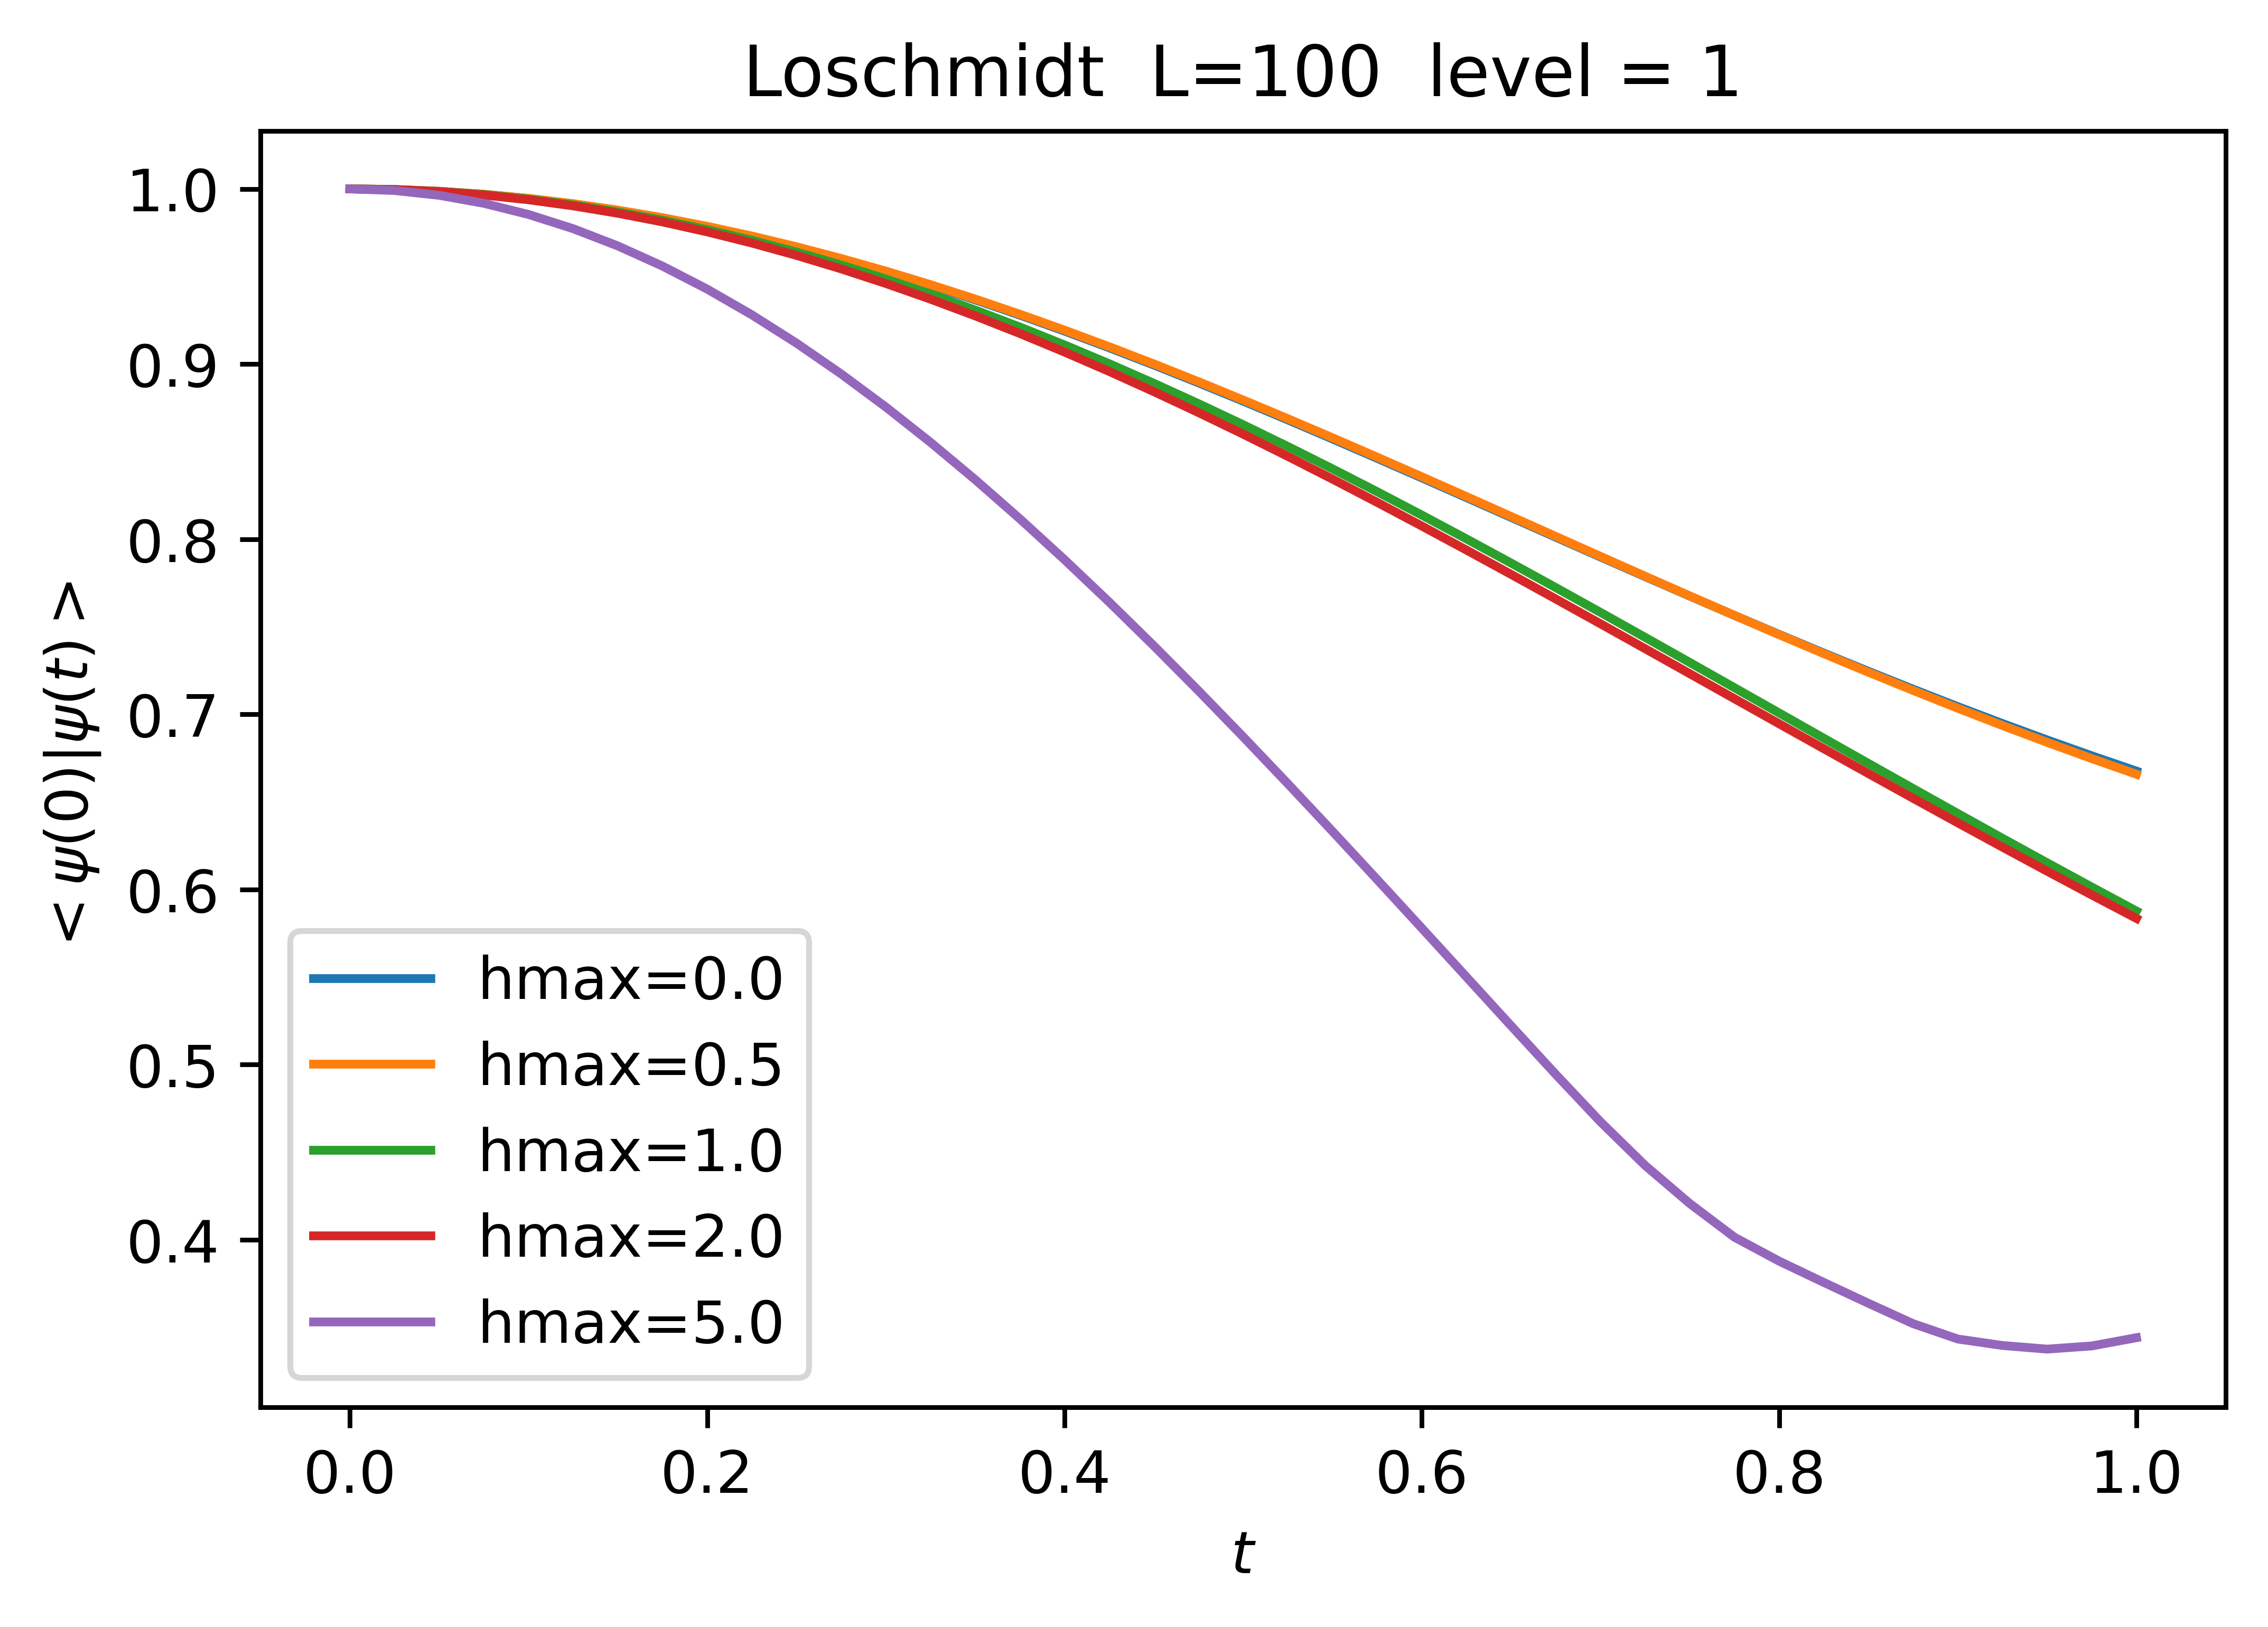 Loschmidt L=100 level = 1
<ψ(0)|ψ(t)>
1.0
0.9
0.8
0.7
0.6
0.5
0.4
hmax=0.0
hmax=0.5
hmax=1.0
hmax=2.0
hmax=5.0
0.0 0.2 0.4 0.6 0.8 1.0
t